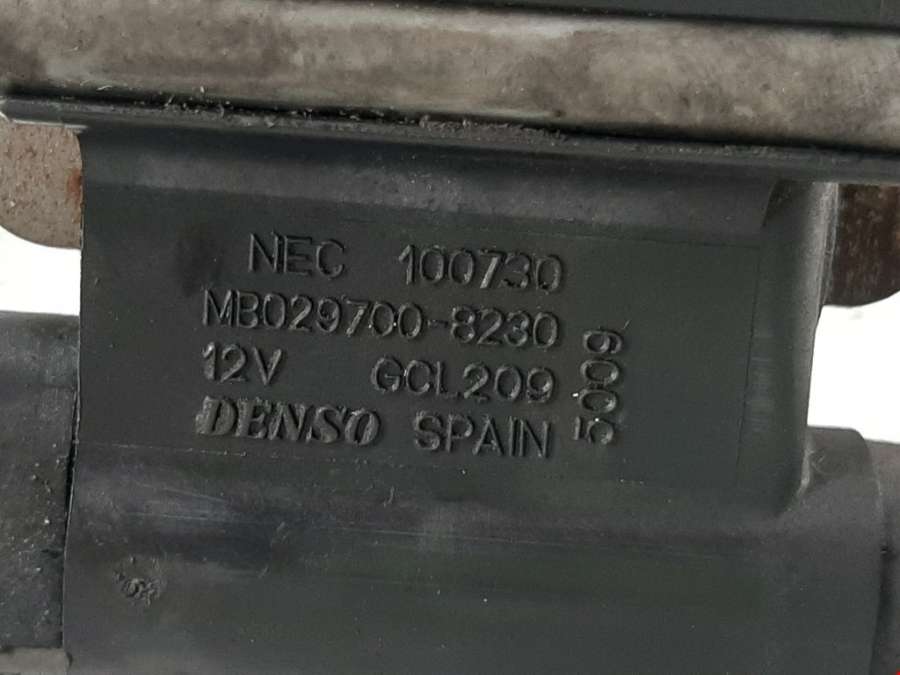 NEC 100730
MB029700-8230
12V GCL209
DENSO SPAIN
5009